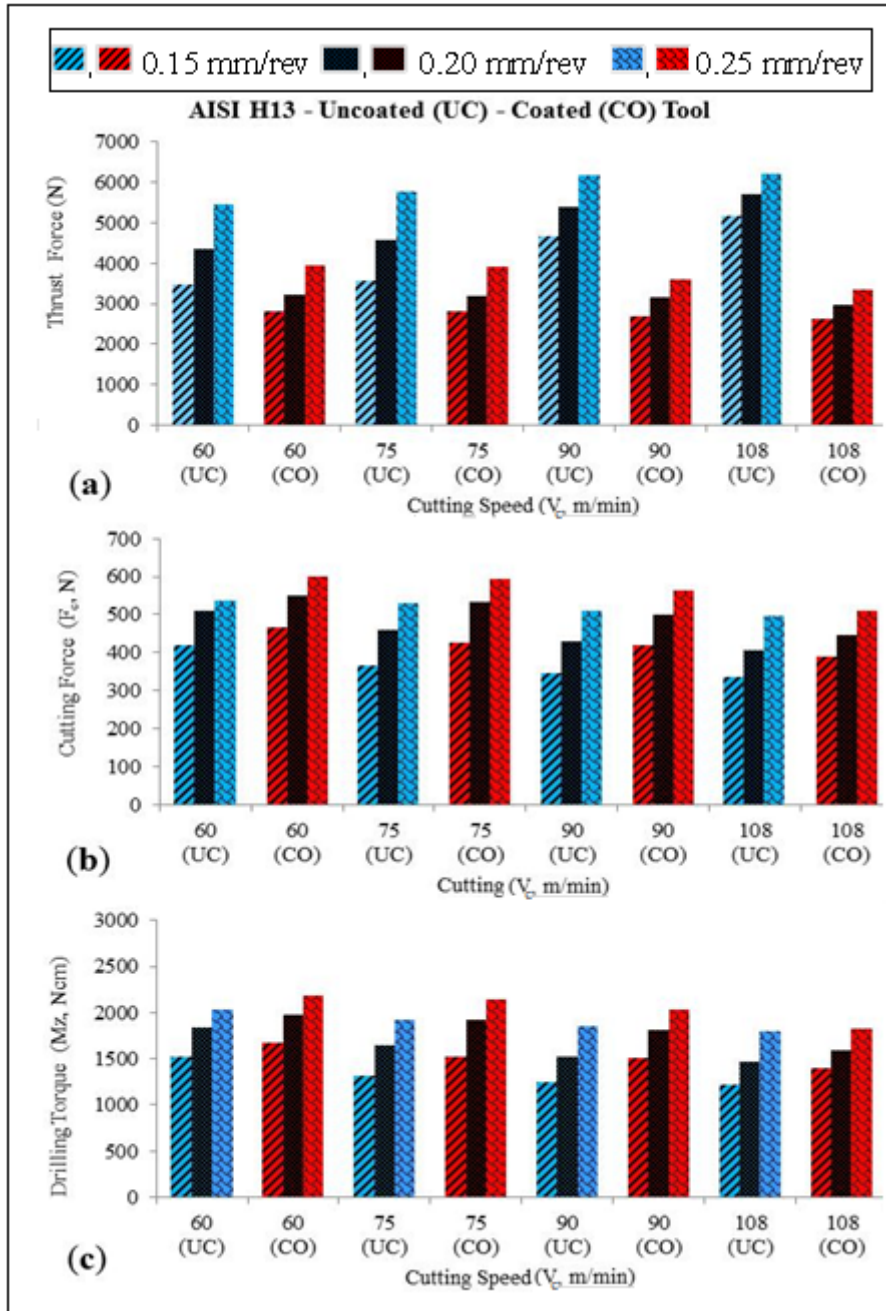 , 0.15 mm/rev , 0.20 mm/rev , 0.25 mm/rev
AISI H13 - Uncoated (UC) - Coated (CO) Tool
Thrust Force (N)
7000
6000
5000
4000
3000
2000
1000
0
60 60 75 75 90 90 108 108
(UC) (CO) (UC) (CO) (UC) (CO) (UC) (CO)
(a)
Cutting Speed (Vc, m/min)
Cutting Force (Fc, N)
700
600
500
400
300
200
100
0
60 60 75 75 90 90 108 108
(UC) (CO) (UC) (CO) (UC) (CO) (UC) (CO)
(b)
Cutting (Vc, m/min)
Drilling Torque (Mz, Ncm)
3000
2500
2000
1500
1000
500
0
60 60 75 75 90 90 108 108
(UC) (CO) (UC) (CO) (UC) (CO) (UC) (CO)
(c)
Cutting Speed (Vc, m/min)